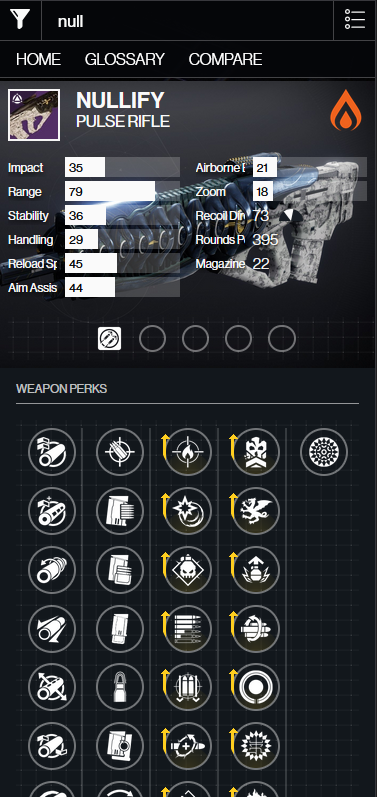 null
HOME GLOSSARY COMPARE
NULLIFY
PULSE RIFLE
Impact 35 Airborne E 21
Range 79 Zoom 18
Stability 36 Recoil Dir 73
Handling 29 Rounds P 395
Reload Sp 45 Magazine 22
Aim Assis 44
WEAPON PERKS